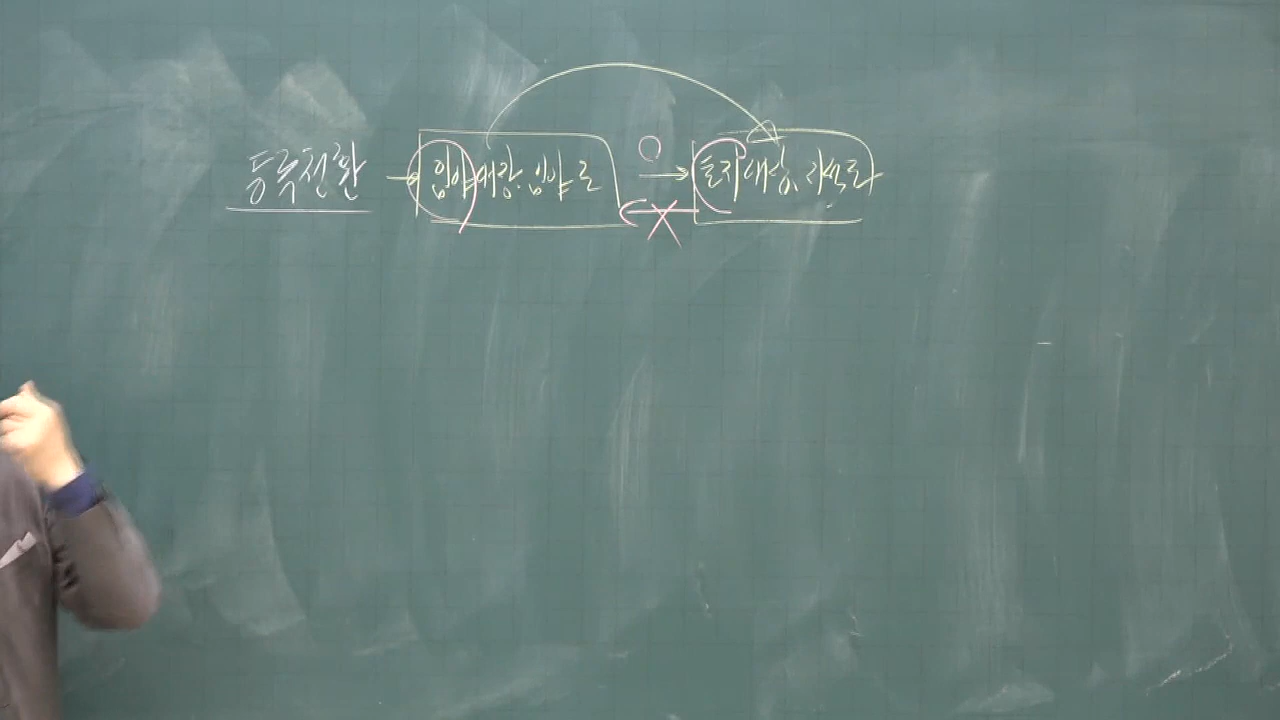 등록전환 → 임야대장. 임야도 O → 토지대장, 지적도
X